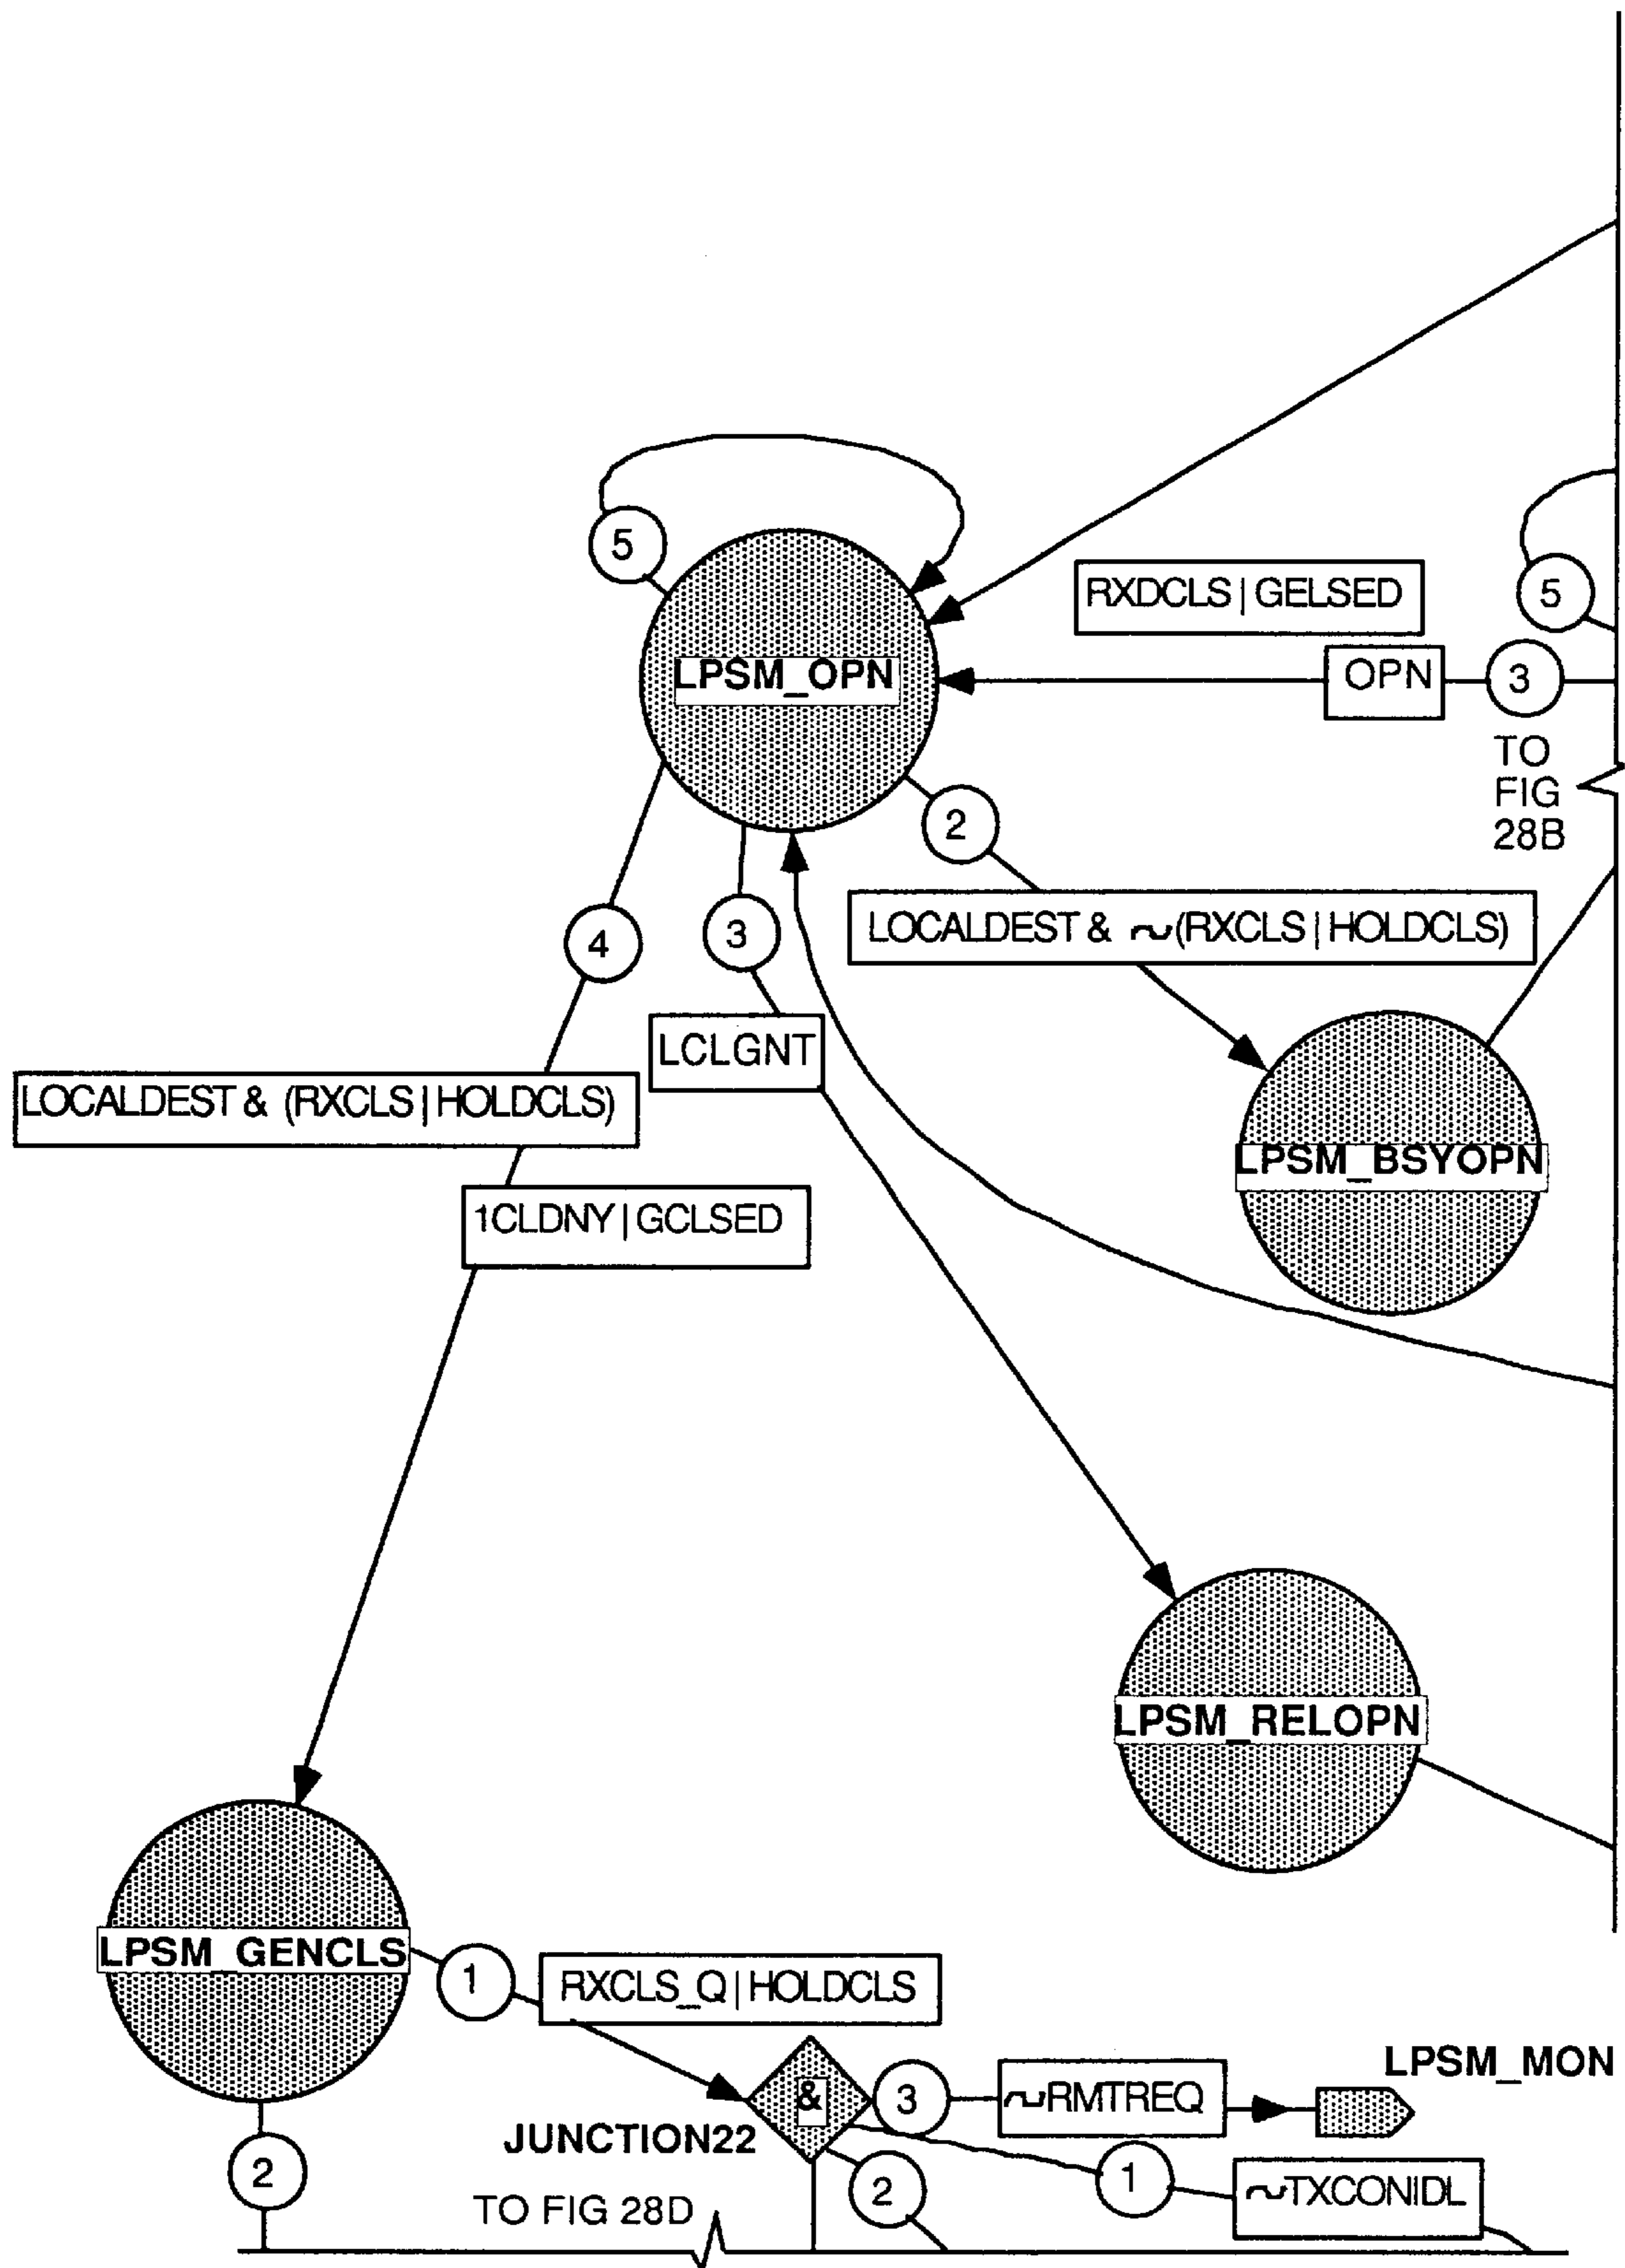 5
RXDCLS | GELSED
5
LPSM_OPN
OPN
3
TO
FIG
28B
2
4
3
LOCALDEST & ~(RXCLS | HOLDCLS)
LCLGNT
LOCALDEST & (RXCLS | HOLDCLS)
LPSM_BSYOPN
1CLDNY | GCLSED
LPSM_RELOPN
LPSM_GENCLS
1
RXCLS_Q | HOLDCLS
LPSM_MON
&
3
~RMTREQ
JUNCTION22
2
2
1
~TXCONIDL
TO FIG 28D